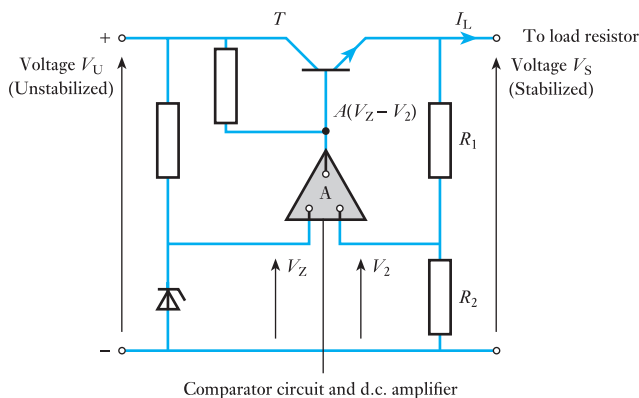 T
I_L
+
To load resistor
Voltage V_U
(Unstabilized)
Voltage V_S
(Stabilized)
A(V_Z – V_2)
R_1
A
V_Z
V_2
R_2
–
Comparator circuit and d.c. amplifier